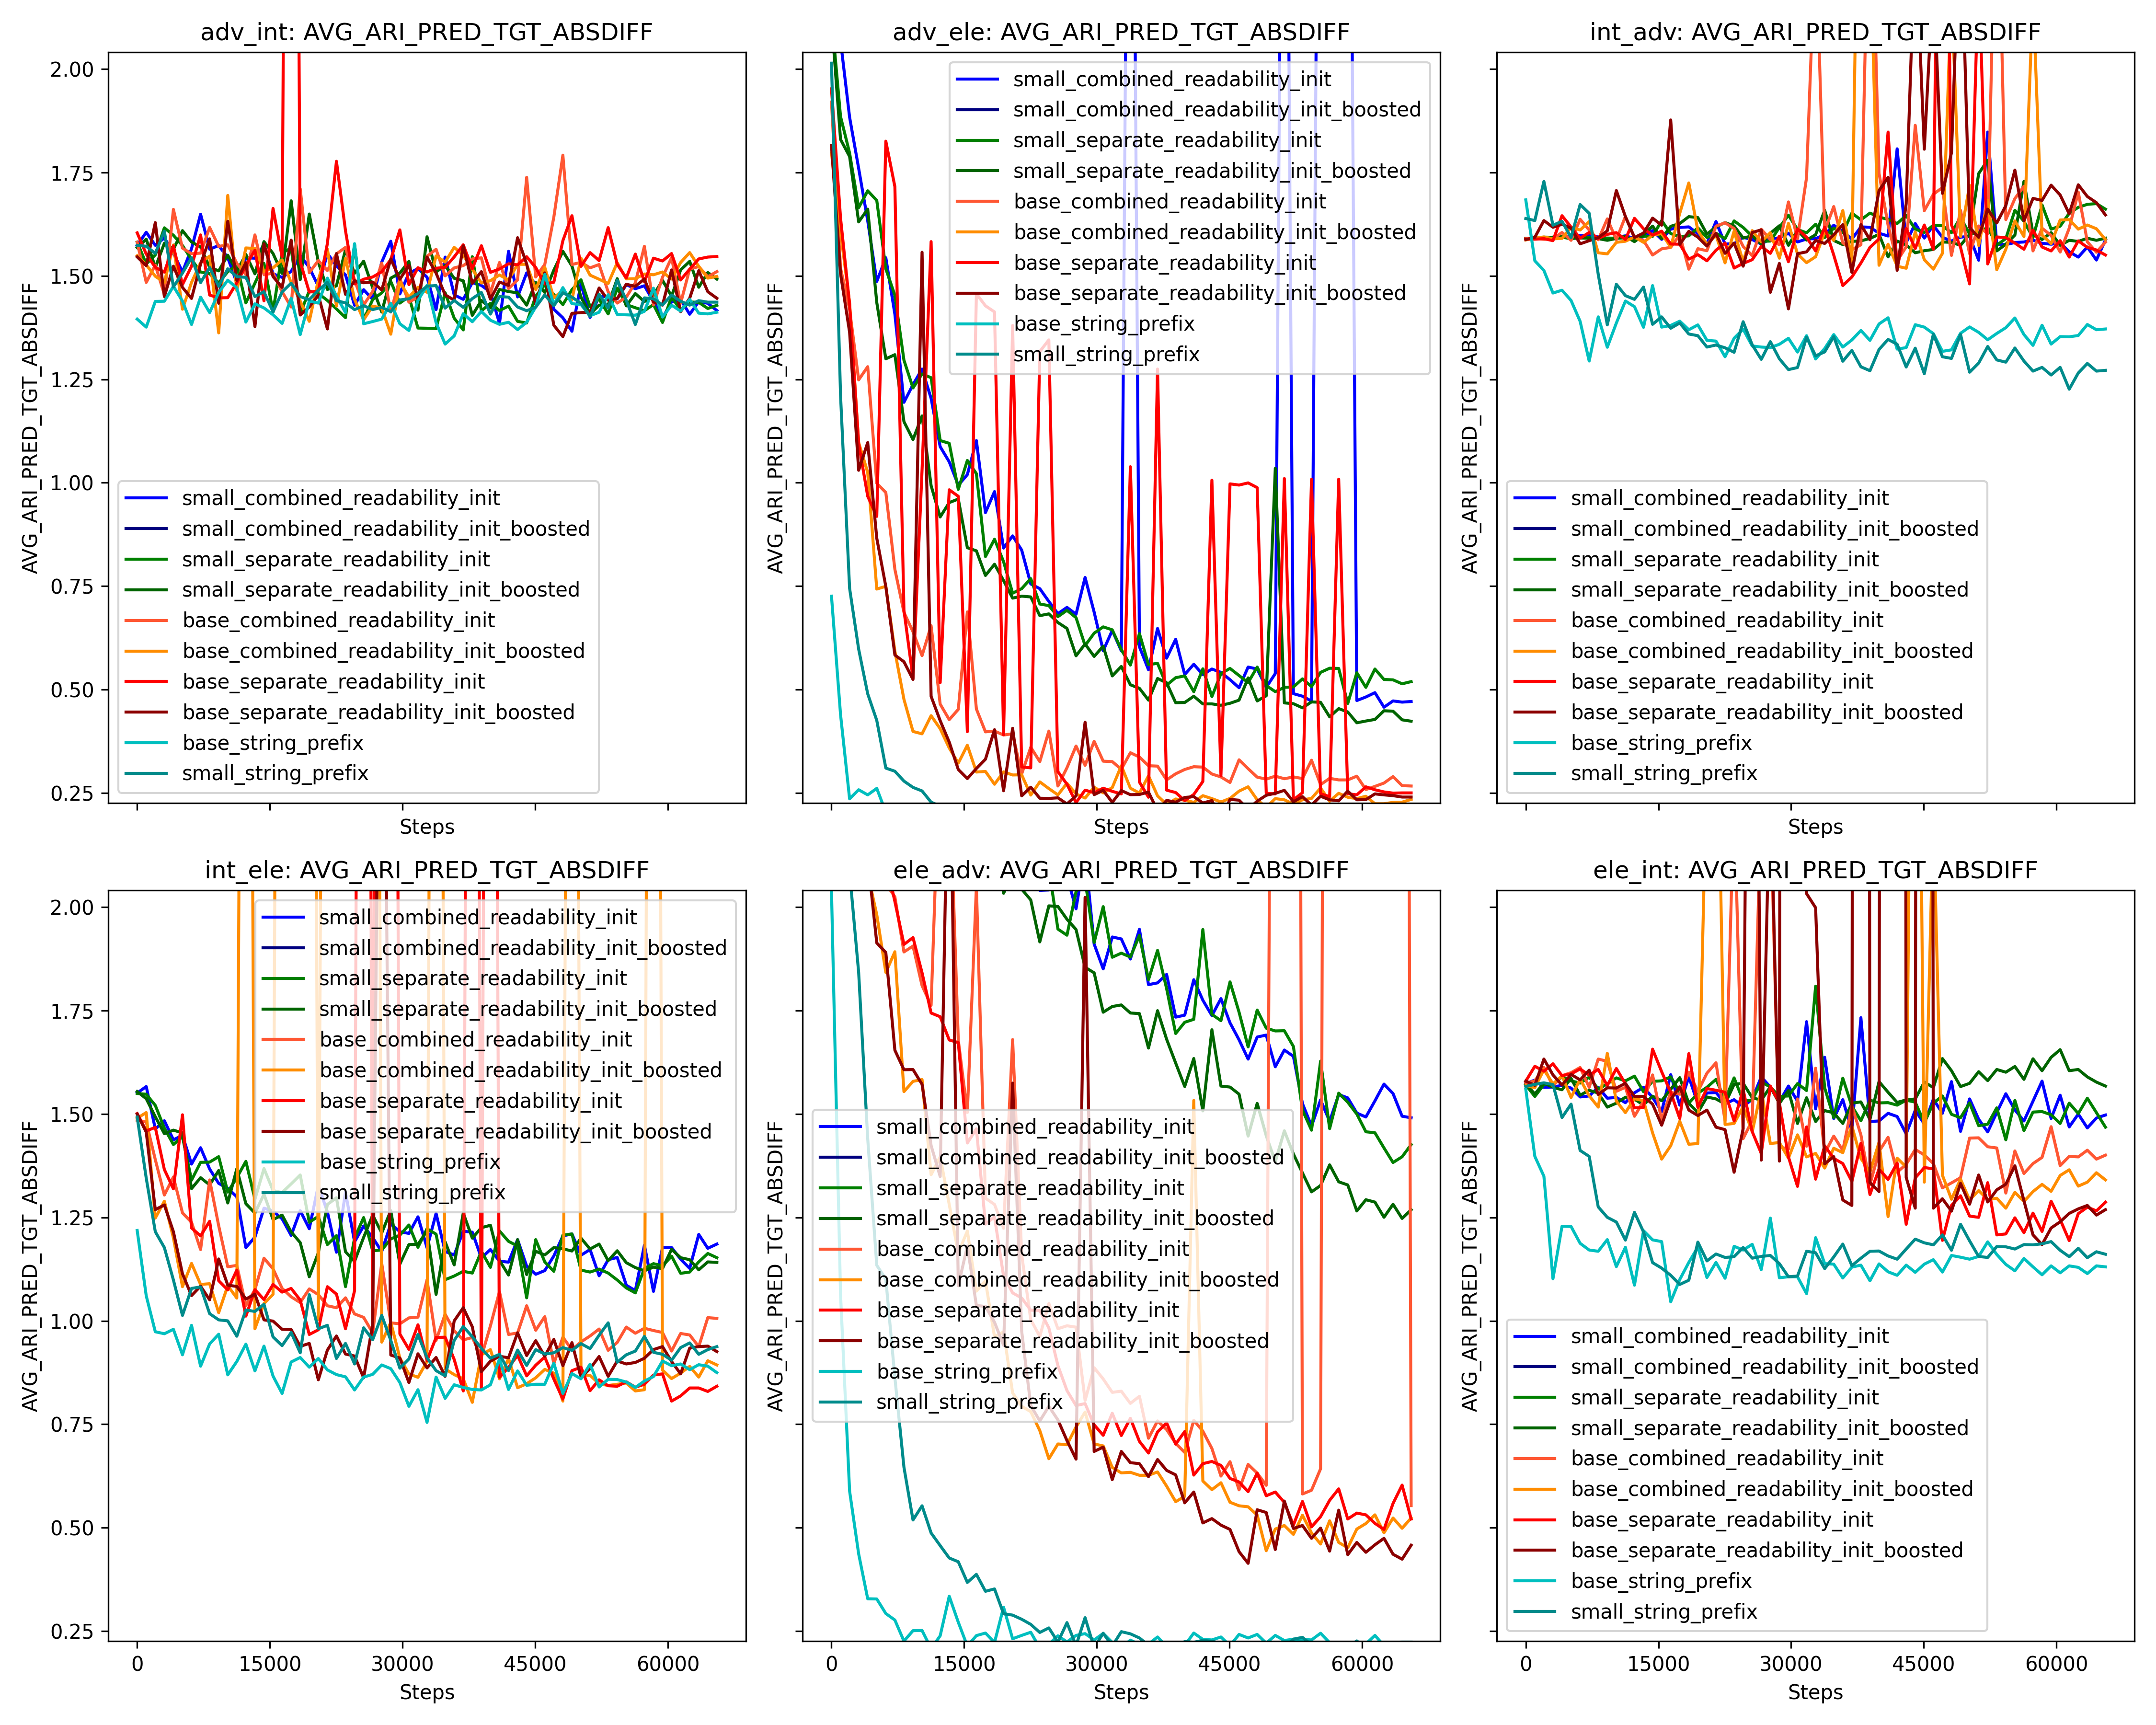 adv_int: AVG_ARI_PRED_TGT_ABSDIFF
2.00
1.75
1.50
1.25
1.00
0.75
0.50
0.25
AVG_ARI_PRED_TGT_ABSDIFF
small_combined_readability_init
small_combined_readability_init_boosted
small_separate_readability_init
small_separate_readability_init_boosted
base_combined_readability_init
base_combined_readability_init_boosted
base_separate_readability_init
base_separate_readability_init_boosted
base_string_prefix
small_string_prefix
Steps
adv_ele: AVG_ARI_PRED_TGT_ABSDIFF
AVG_ARI_PRED_TGT_ABSDIFF
small_combined_readability_init
small_combined_readability_init_boosted
small_separate_readability_init
small_separate_readability_init_boosted
base_combined_readability_init
base_combined_readability_init_boosted
base_separate_readability_init
base_separate_readability_init_boosted
base_string_prefix
small_string_prefix
Steps
int_adv: AVG_ARI_PRED_TGT_ABSDIFF
AVG_ARI_PRED_TGT_ABSDIFF
small_combined_readability_init
small_combined_readability_init_boosted
small_separate_readability_init
small_separate_readability_init_boosted
base_combined_readability_init
base_combined_readability_init_boosted
base_separate_readability_init
base_separate_readability_init_boosted
base_string_prefix
small_string_prefix
Steps
int_ele: AVG_ARI_PRED_TGT_ABSDIFF
2.00
1.75
1.50
1.25
1.00
0.75
0.50
0.25
AVG_ARI_PRED_TGT_ABSDIFF
small_combined_readability_init
small_combined_readability_init_boosted
small_separate_readability_init
small_separate_readability_init_boosted
base_combined_readability_init
base_combined_readability_init_boosted
base_separate_readability_init
base_separate_readability_init_boosted
base_string_prefix
small_string_prefix
0 15000 30000 45000 60000
Steps
ele_adv: AVG_ARI_PRED_TGT_ABSDIFF
AVG_ARI_PRED_TGT_ABSDIFF
small_combined_readability_init
small_combined_readability_init_boosted
small_separate_readability_init
small_separate_readability_init_boosted
base_combined_readability_init
base_combined_readability_init_boosted
base_separate_readability_init
base_separate_readability_init_boosted
base_string_prefix
small_string_prefix
0 15000 30000 45000 60000
Steps
ele_int: AVG_ARI_PRED_TGT_ABSDIFF
AVG_ARI_PRED_TGT_ABSDIFF
small_combined_readability_init
small_combined_readability_init_boosted
small_separate_readability_init
small_separate_readability_init_boosted
base_combined_readability_init
base_combined_readability_init_boosted
base_separate_readability_init
base_separate_readability_init_boosted
base_string_prefix
small_string_prefix
0 15000 30000 45000 60000
Steps